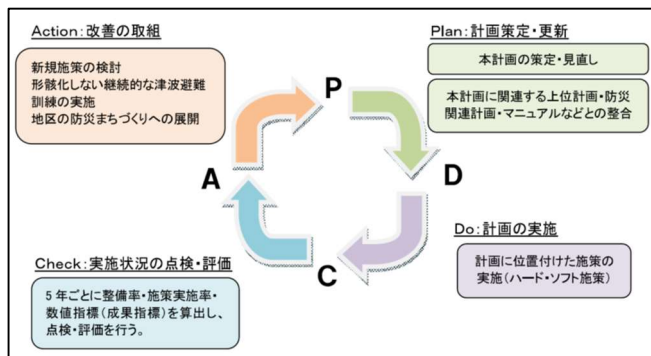 Action:改善の取組
新規施策の検討
形骸化しない継続的な津波避難
訓練の実施
地区の防災まちづくりへの展開
Plan:計画策定・更新
本計画の策定・見直し
本計画に関連する上位計画・防災
関連計画・マニュアルなどとの整合
P
A
D
C
Do:計画の実施
計画に位置付けた施策の
実施(ハード・ソフト施策)
Check:実施状況の点検・評価
5年ごとに整備率・施策実施率・
数値指標(成果指標)を算出し、
点検・評価を行う。